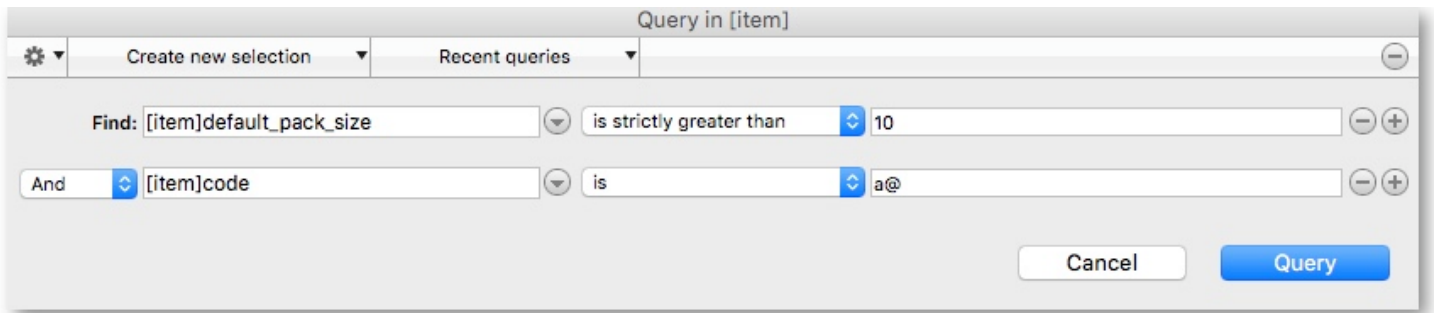 Query in [item]
Create new selection Recent queries
Find: [item]default_pack_size is strictly greater than 10
And [item]code is a@
Cancel Query